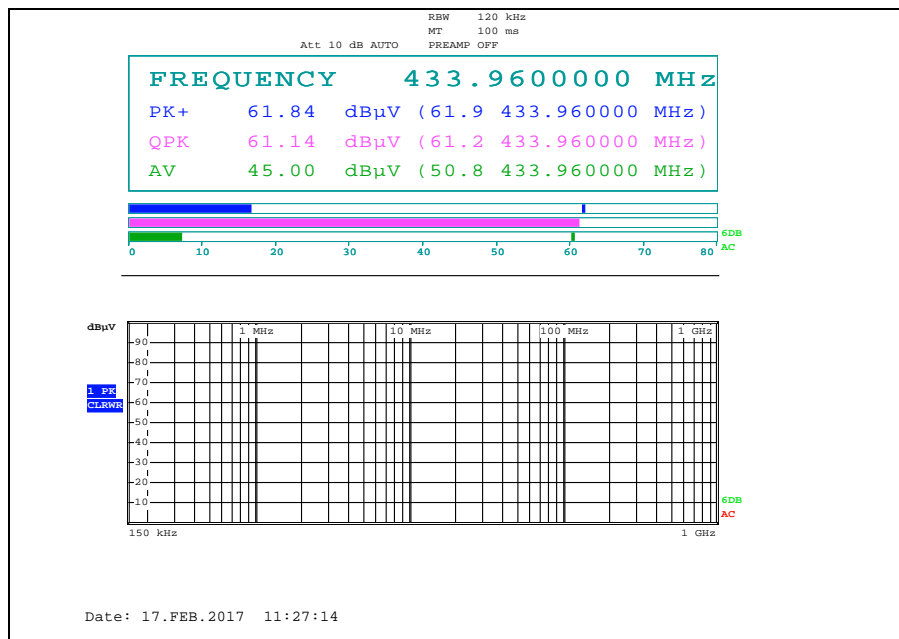 RBW 120 kHz
MT 100 ms
Att 10 dB AUTO PREAMP OFF
FREQUENCY 433.9600000 MHz
PK+ 61.84 dBµV (61.9 433.960000 MHz)
QPK 61.14 dBµV (61.2 433.960000 MHz)
AV 45.00 dBµV (50.8 433.960000 MHz)
6DB
0 10 20 30 40 50 60 70 80 AC
dBµV 1 MHz 10 MHz 100 MHz 1 GHz
90
80
70
1 PK
CLRWR 60
50
40
30
20
10 6DB
AC
150 kHz 1 GHz
Date: 17.FEB.2017 11:27:14